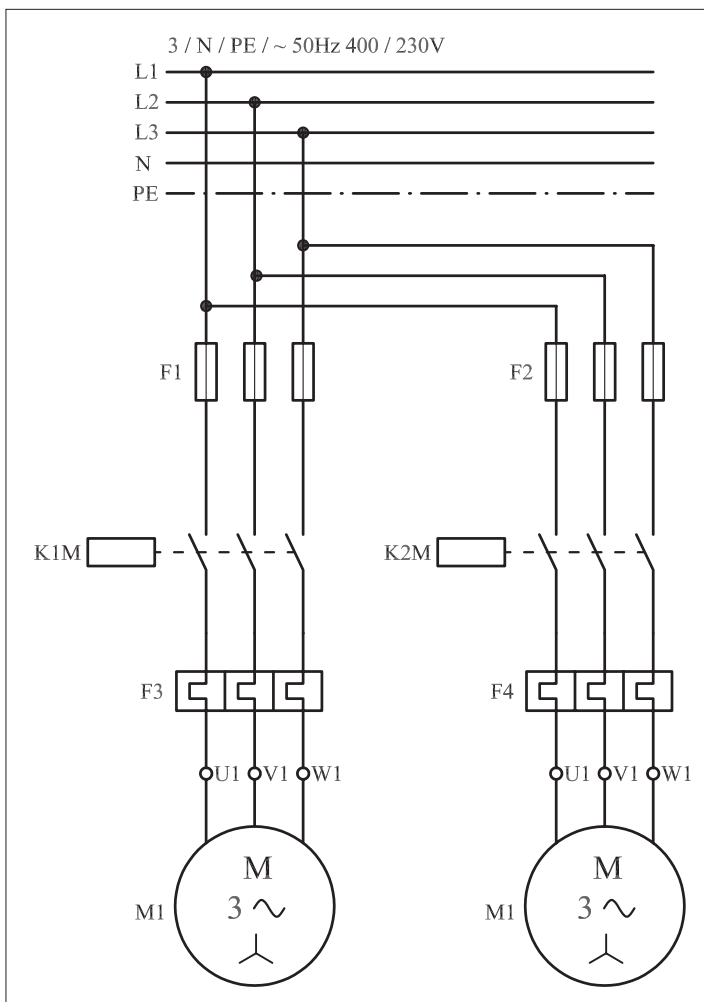 3 / N / PE / ~ 50Hz 400 / 230V
L1
L2
L3
N
PE
F1 F2
K1M K2M
F3 F4
U1 V1 W1 U1 V1 W1
M M
M1 3 M1 3